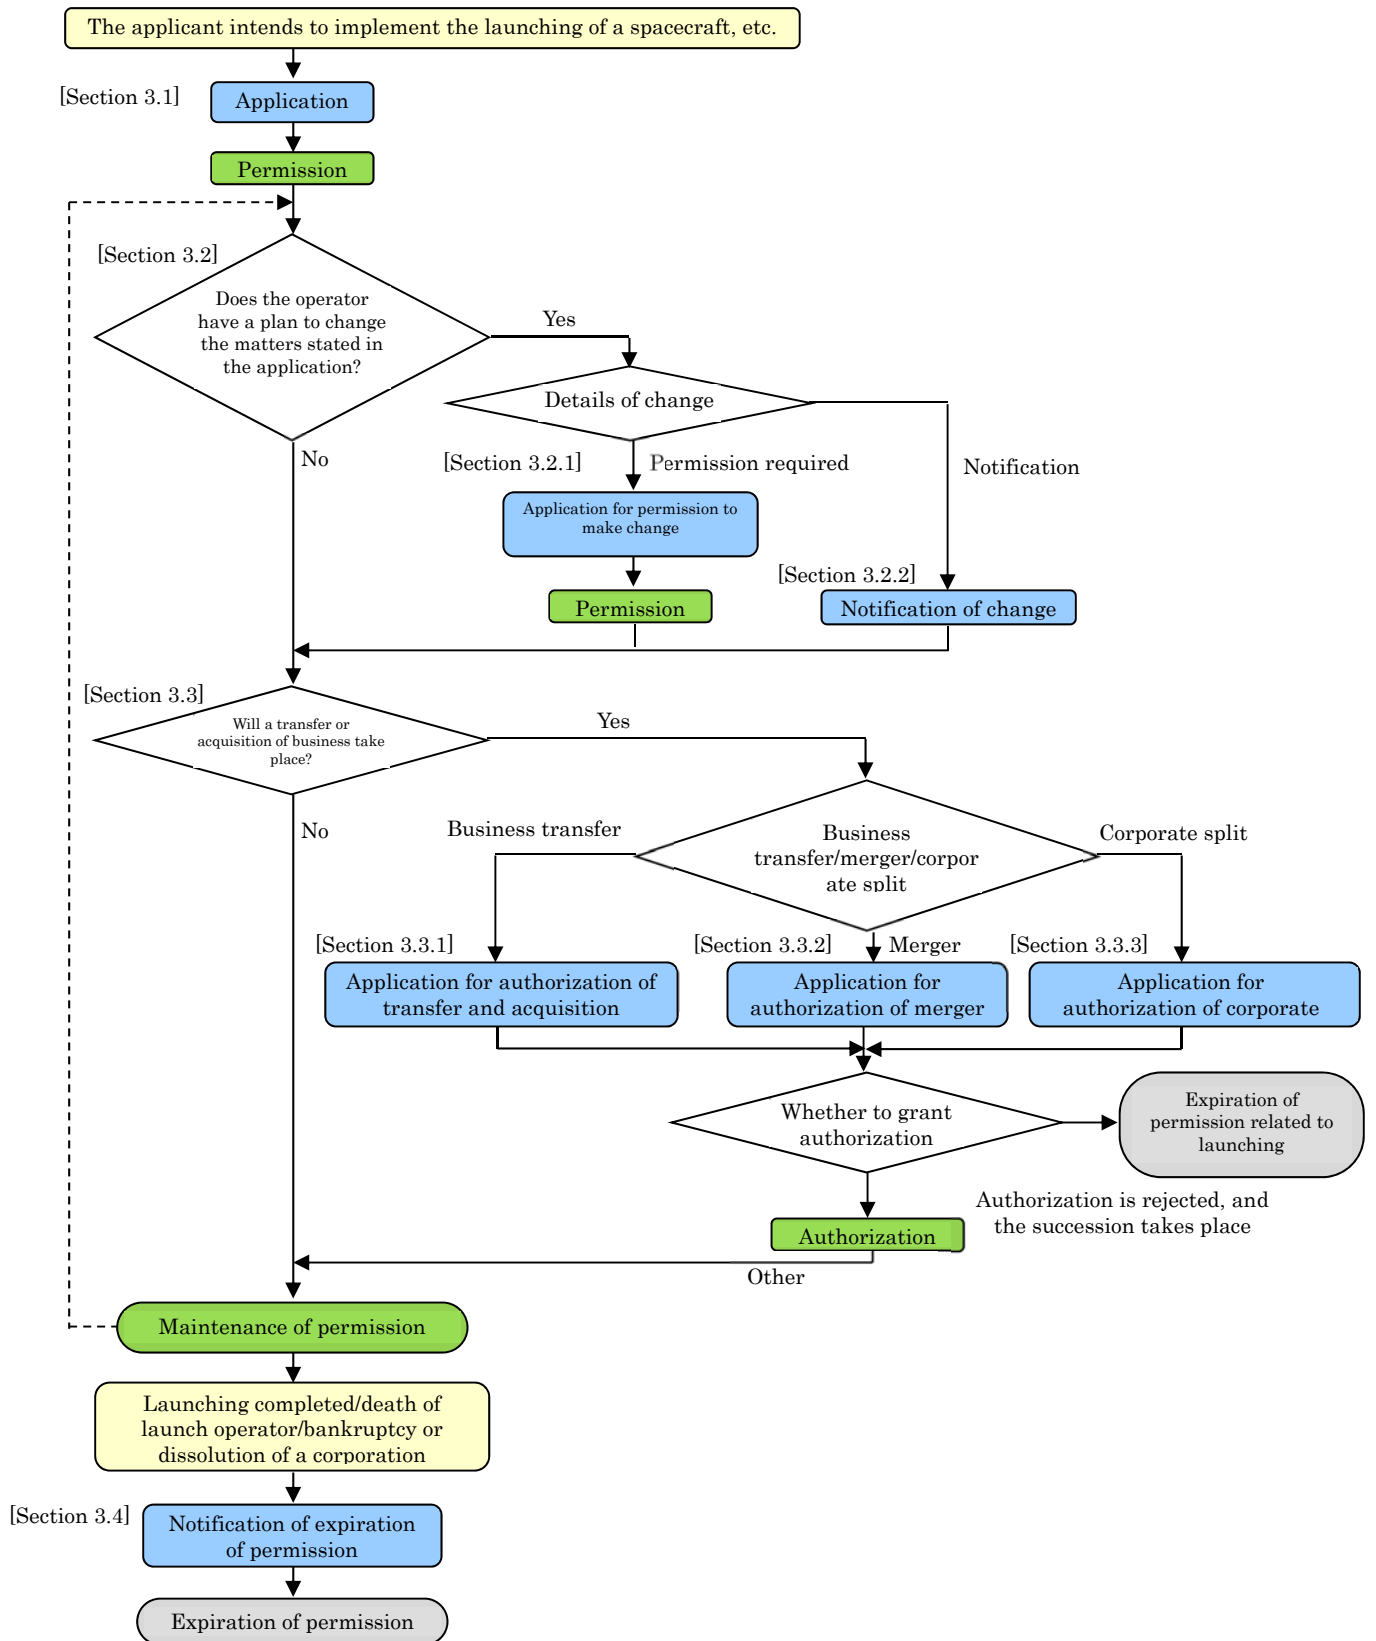 The applicant intends to implement the launching of a spacecraft, etc.
[Section 3.1]
Application
Permission
[Section 3.2]
Does the operator
have a plan to change
the matters stated in
the application?
Yes
Details of change
No
[Section 3.2.1]
Permission required
Notification
Application for permission to
make change
[Section 3.2.2]
Permission
Notification of change
[Section 3.3]
Will a transfer or
acquisition of business take
place?
Yes
No
Business transfer
Business
transfer/merger/corpor
ate split
Corporate split
[Section 3.3.1]
[Section 3.3.2]
Merger
[Section 3.3.3]
Application for authorization of
transfer and acquisition
Application for
authorization of merger
Application for
authorization of corporate
Whether to grant
authorization
Expiration of
permission related to
launching
Authorization is rejected, and
the succession takes place
Authorization
Other
Maintenance of permission
Launching completed/death of
launch operator/bankruptcy or
dissolution of a corporation
[Section 3.4]
Notification of expiration
of permission
Expiration of permission